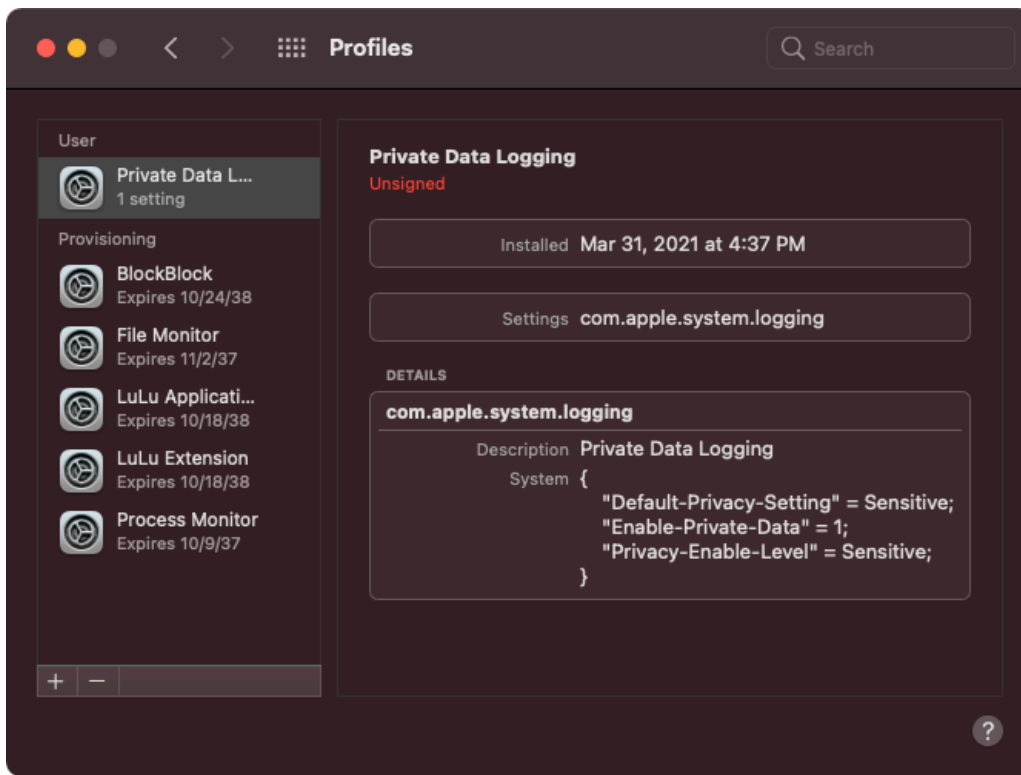 Profiles
Search
User
Private Data L...
1 setting
Provisioning
BlockBlock
Expires 10/24/38
File Monitor
Expires 11/2/37
LuLu Applicati...
Expires 10/18/38
LuLu Extension
Expires 10/18/38
Process Monitor
Expires 10/9/37
Private Data Logging
Unsigned
Installed Mar 31, 2021 at 4:37 PM
Settings com.apple.system.logging
DETAILS
com.apple.system.logging
Description Private Data Logging
System {
"Default-Privacy-Setting" = Sensitive;
"Enable-Private-Data" = 1;
"Privacy-Enable-Level" = Sensitive;
}
?